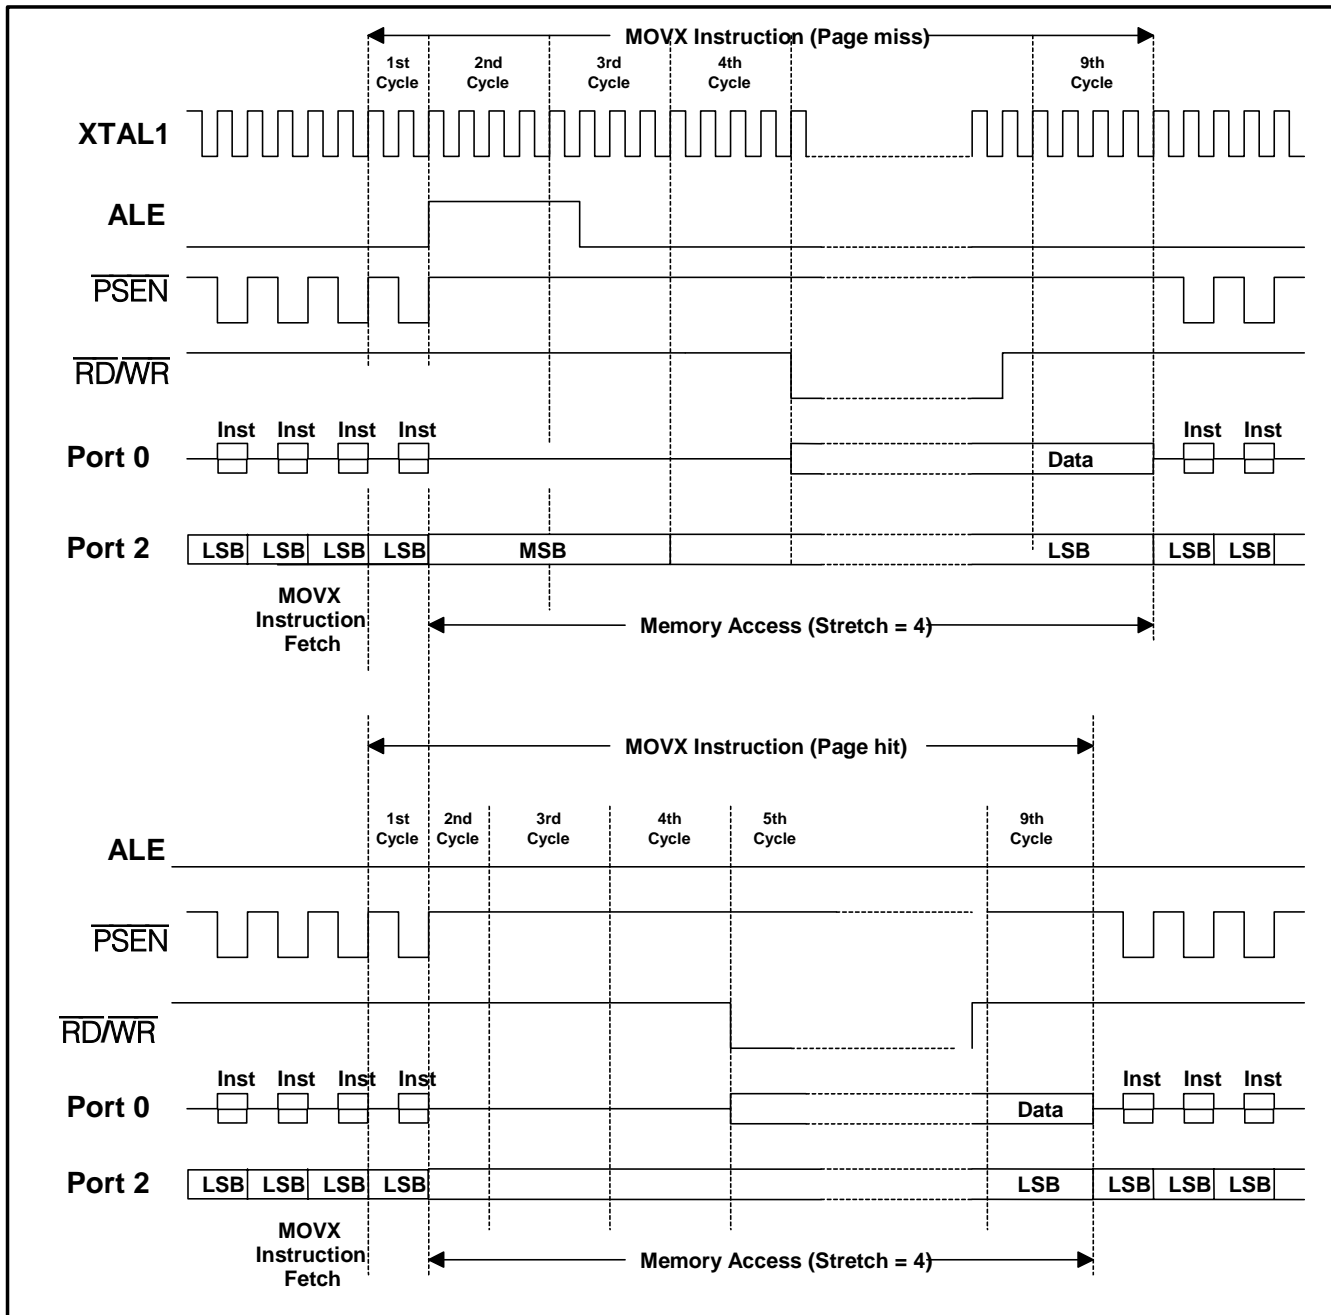 MOVX Instruction (Page miss)
1st Cycle
2nd Cycle
3rd Cycle
4th Cycle
9th Cycle
XTAL1
ALE
PSEN
RD/WR
Inst Inst Inst Inst Inst Inst
Port 0
Data
Port 2
LSB LSB LSB LSB MSB LSB LSB LSB
MOVX
Instruction
Fetch
Memory Access (Stretch = 4)
MOVX Instruction (Page hit)
1st Cycle
2nd Cycle
3rd Cycle
4th Cycle
5th Cycle
9th Cycle
ALE
PSEN
RD/WR
Inst Inst Inst Inst Inst Inst Inst
Port 0
Data
Port 2
LSB LSB LSB LSB LSB LSB LSB LSB
MOVX
Instruction
Fetch
Memory Access (Stretch = 4)